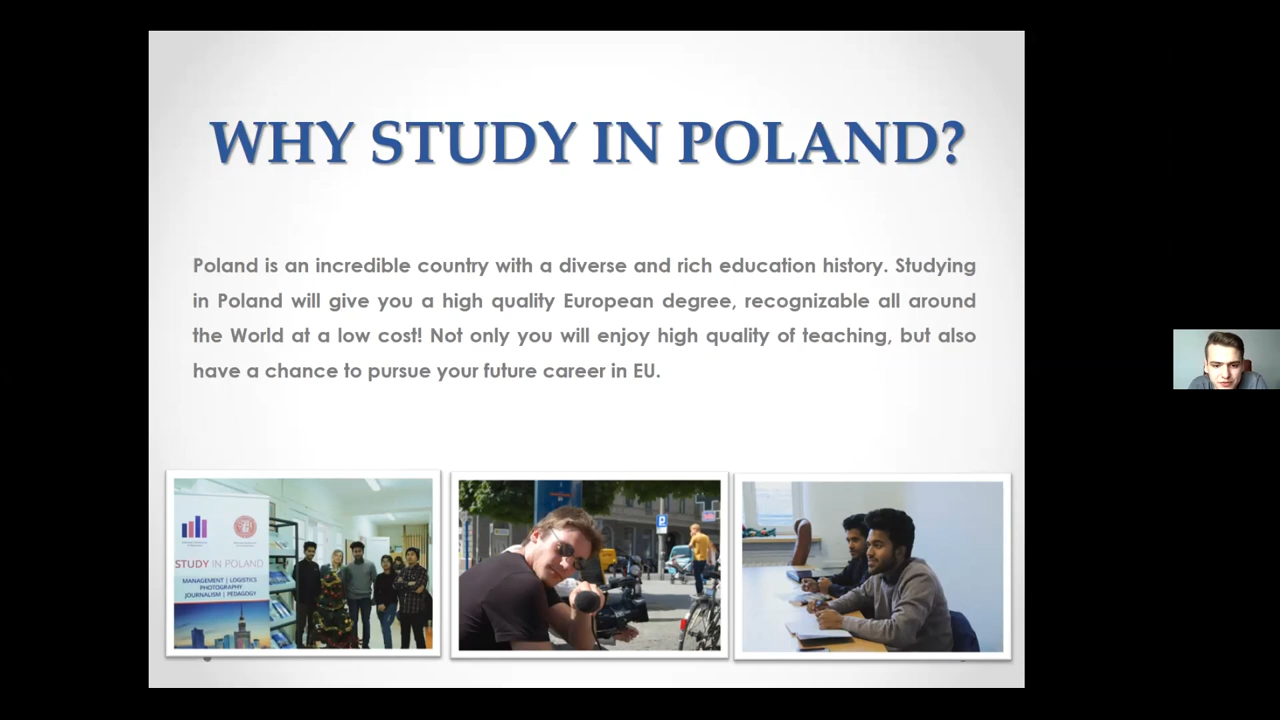 WHY STUDY IN POLAND?
Poland is an incredible country with a diverse and rich education history. Studying
in Poland will give you a high quality European degree, recognizable all around
the World at a low cost! Not only you will enjoy high quality of teaching, but also
have a chance to pursue your future career in EU.
STUDY IN POLAND
MANAGEMENT | LOGISTICS
PHOTOGRAPHY
JOURNALISM | PEDAGOGY
P